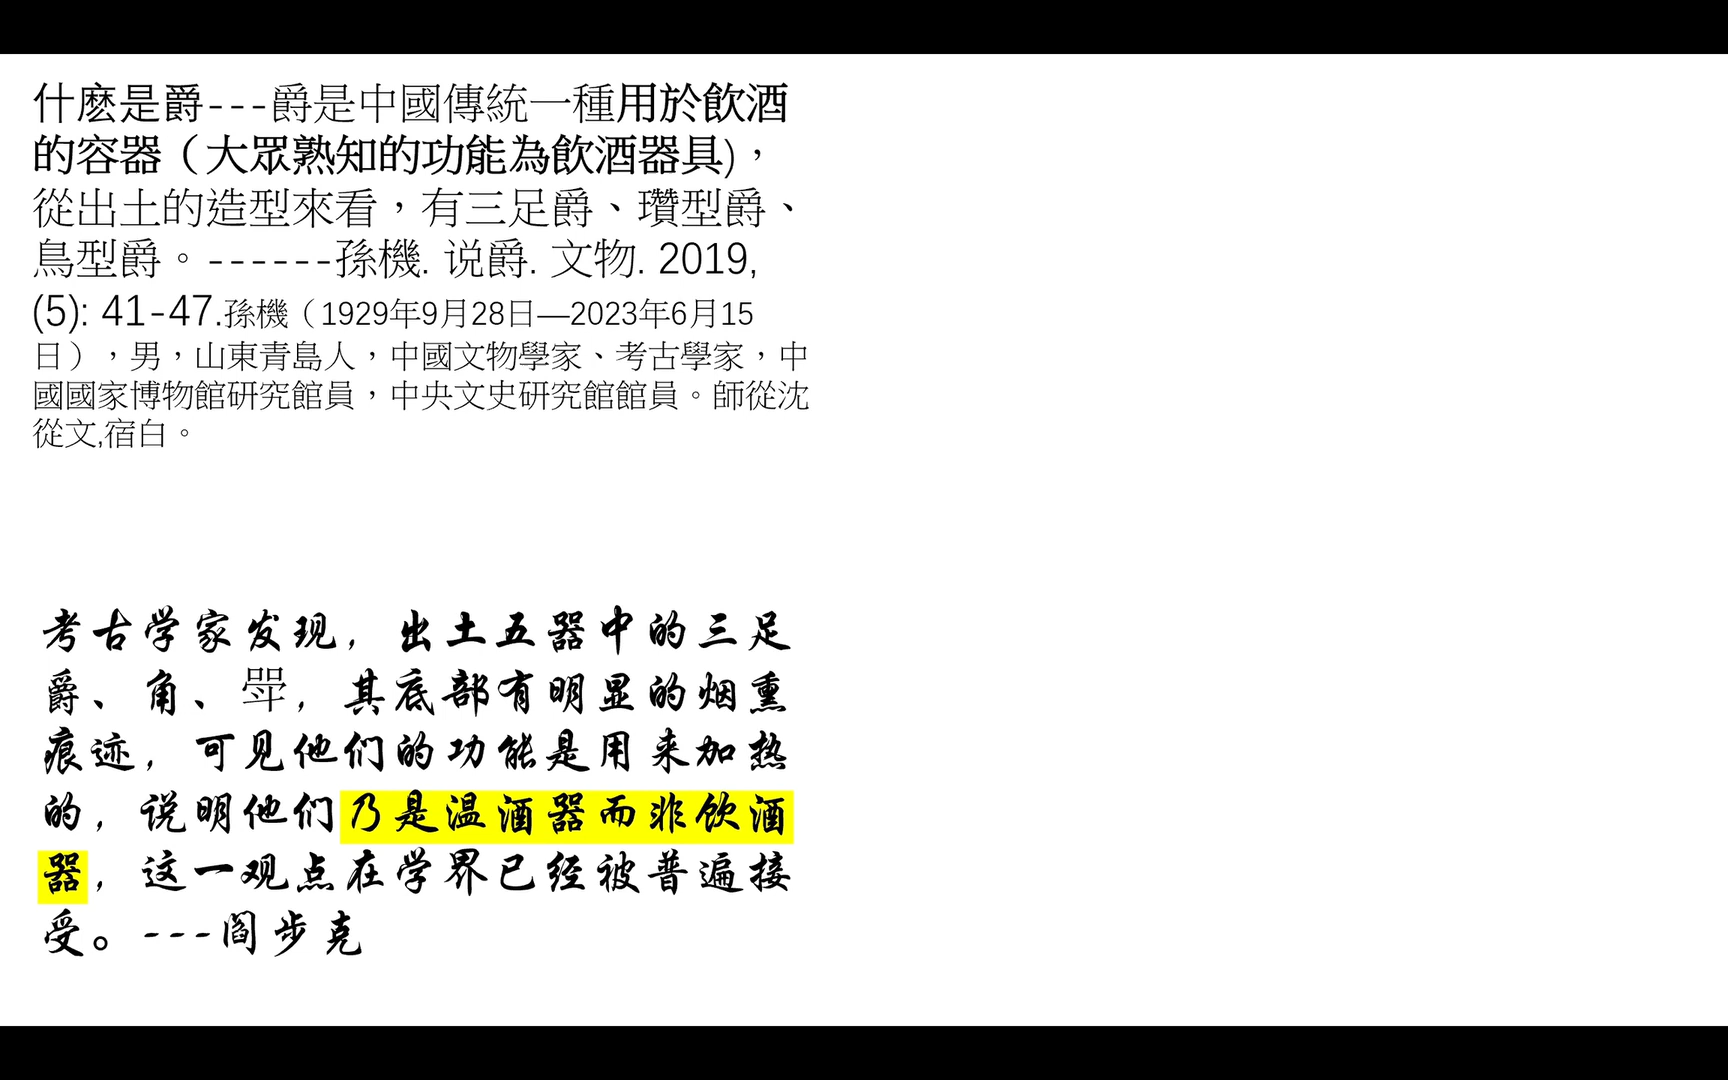 什麽是爵---爵是中國傳統一種用於飲酒
的容器（大眾熟知的功能為飲酒器具)，
從出土的造型來看，有三足爵、瓚型爵、
鳥型爵。------孫機. 说爵. 文物. 2019,
(5): 41-47.孫機（1929年9月28日—2023年6月15
日），男，山東青島人，中國文物學家、考古學家，中
國國家博物館研究館員，中央文史研究館館員。師從沈
從文,宿白。
考古学家发现，出土五器中的三足
爵、角、斝，其底部有明显的烟熏
痕迹，可见他们的功能是用来加热
的，说明他们乃是温酒器而非饮酒
器，这一观点在学界已经被普遍接
受。---阎步克